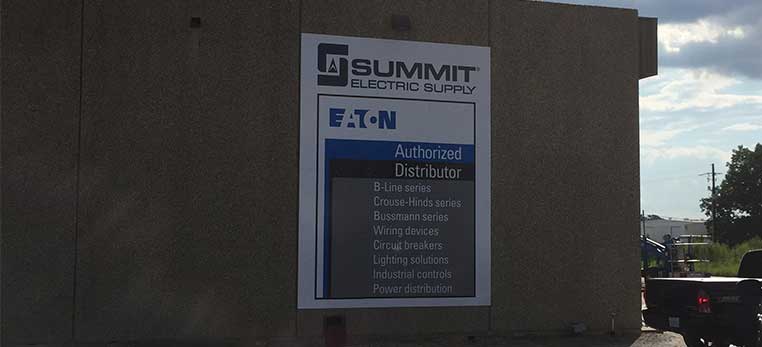 SUMMIT®
ELECTRIC SUPPLY
EATON
Authorized
Distributor
B-Line series
Crouse-Hinds series
Bussmann series
Wiring devices
Circuit breakers
Lighting solutions
Industrial controls
Power distribution